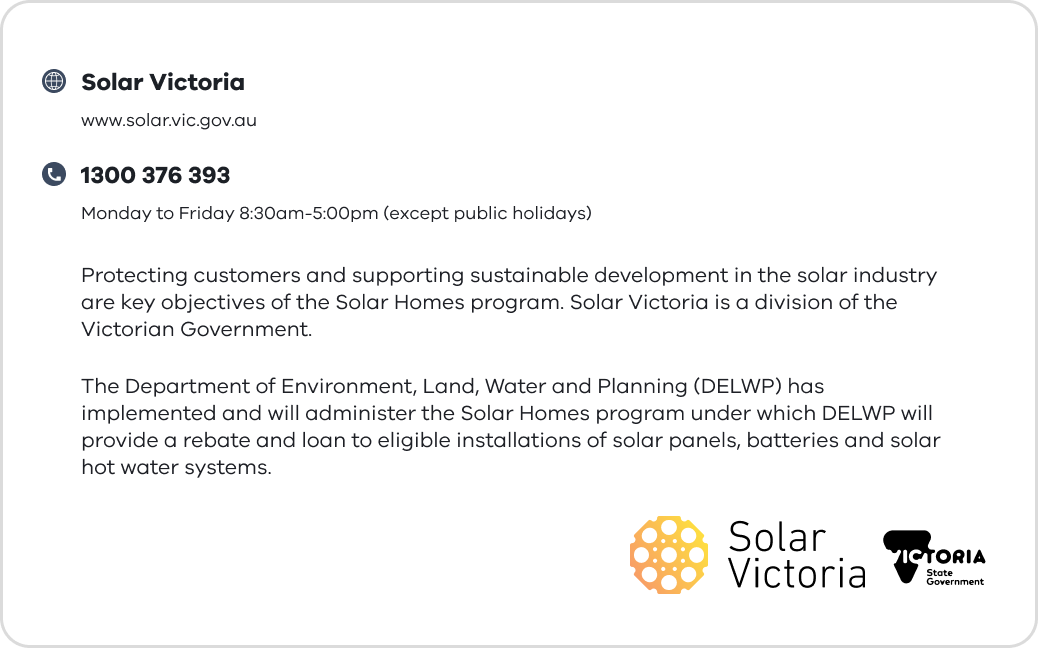 Solar Victoria
www.solar.vic.gov.au
1300 376 393
Monday to Friday 8:30am-5:00pm (except public holidays)
Protecting customers and supporting sustainable development in the solar industry
are key objectives of the Solar Homes program. Solar Victoria is a division of the
Victorian Government.
The Department of Environment, Land, Water and Planning (DELWP) has
implemented and will administer the Solar Homes program under which DELWP will
provide a rebate and loan to eligible installations of solar panels, batteries and solar
hot water systems.
Solar
Victoria
VICTORIA
State
Government